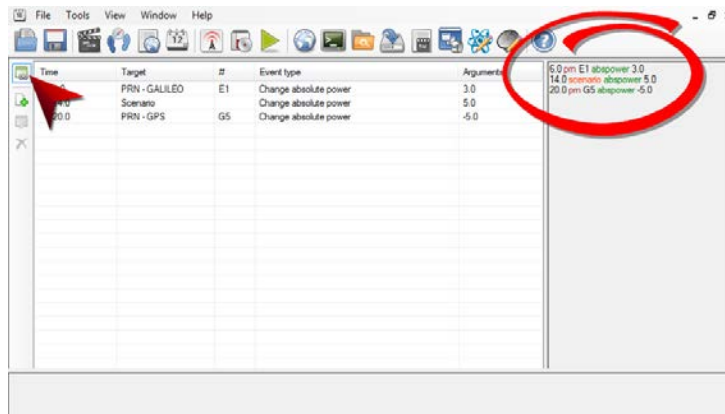 File Tools View Window Help
12
Time Target # Event type Arguments
PRN - GALILEO E1 Change absolute power 3.0
Scenario Change absolute power 5.0
20.0 PRN - GPS G5 Change absolute power -5.0
6.0 prn E1 abspower 3.0
14.0 scenario abspower 5.0
20.0 prn G5 abspower -5.0